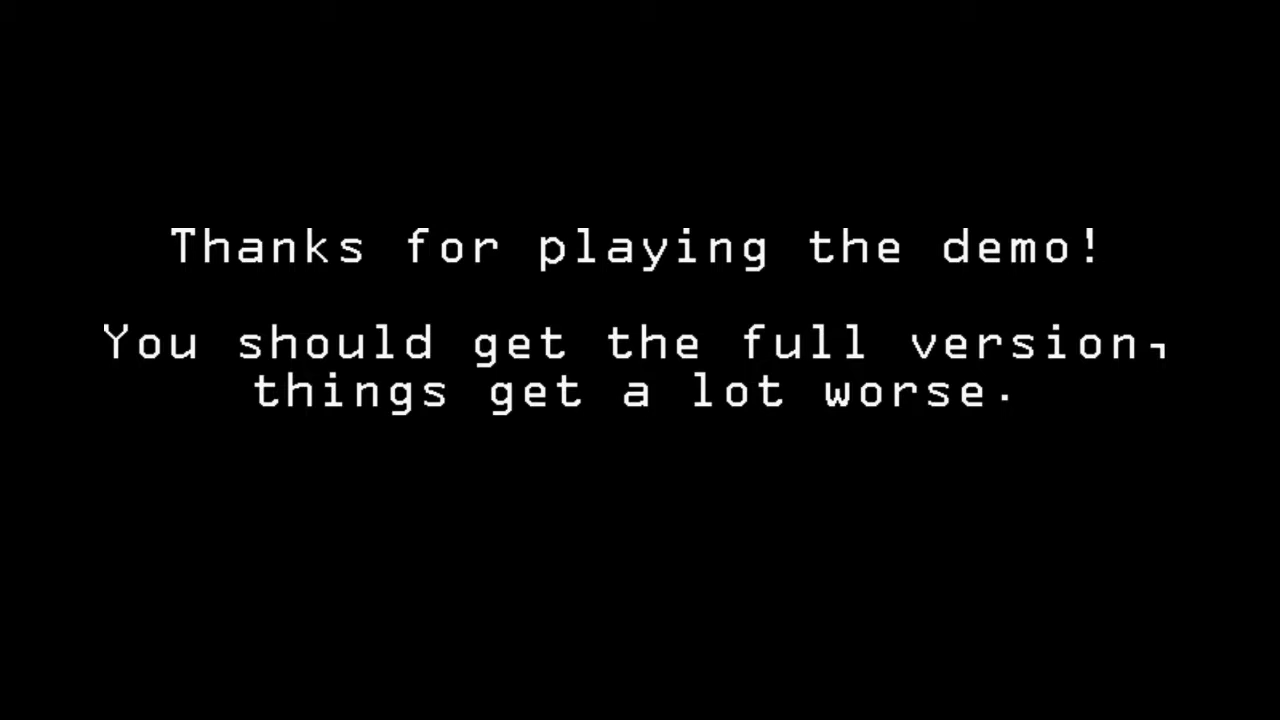 Thanks for playing the demo!
You should get the full version,
things get a lot worse.